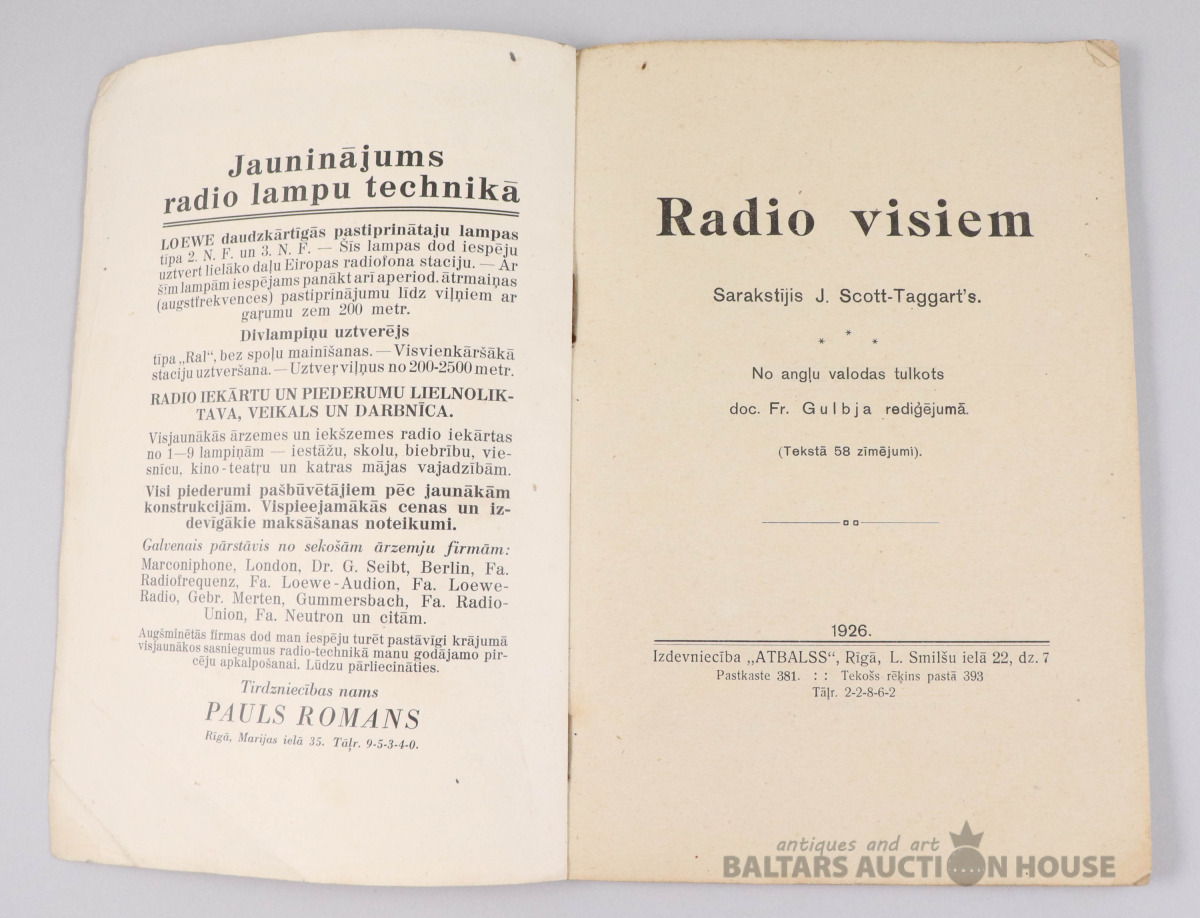 Jauninājums
radio lampu technikā
LOEWE daudzkārtīgās pastiprinātaju lampas
tīpa 2. N. F. un 3. N. F. — Šīs lampas dod iespēju
uztvert lielāko daļu Eiropas radiofona staciju. — Ar
šīm lampām iespējams panākt arī aperiod. ātrmaiņas
(augstfrekvences) pastiprinājumu līdz viļņiem ar
gaŗumu zem 200 metr.
Divlampiņu uztverējs
tīpa „Ral“, bez spoļu mainīšanas. — Visvienkāršākā
staciju uztveršana. — Uztveŗ viļņus no 200-2500 metr.
RADIO IEKĀRTU UN PIEDERUMU LIELNOLIK-
TAVA, VEIKALS UN DARBNĪCA.
Visjaunākās ārzemes un iekšzemes radio iekārtas
no 1—9 lampiņām — iestāžu, skolu, biebrību, vie-
snīcu, kino-teatŗu un katras mājas vajadzībām.
Visi piederumi pašbūvētājiem pēc jaunākām
konstrukcijām. Vispieejamākās cenas un iz-
devīgākie maksāšanas noteikumi.
Galvenais pārstāvis no sekošām ārzemju firmām:
Marconiphone, London, Dr. G. Seibt, Berlin, Fa.
Radiofrequenz, Fa. Loewe-Audion, Fa. Loewe-
Radio, Gebr. Merten, Gummersbach, Fa. Radio-
Union, Fa. Neutron un citām.
Augšminētās firmas dod man iespēju turēt pastāvīgi krājumā
visjaunākos sasniegumus radio-technikā manu godājamo pir-
cēju apkalpošanai. Lūdzu pārliecināties.
Tirdzniecības nams
PAULS ROMANS
Rīgā, Marijas ielā 35. Tāļr. 9-5-3-4-0.
Radio visiem
Sarakstījis J. Scott-Taggart's.
* * *
No angļu valodas tulkots
doc. Fr. Gulbja rediģējumā.
(Tekstā 58 zīmējumi).
1926.
Izdevniecība „ATBALSS“, Rīgā, L. Smilšu ielā 22, dz. 7
Pastkaste 381. : : Tekošs rēķins pastā 393
Tāļr. 2-2-8-6-2
antiques and art
BALTARS AUCTION HOUSE